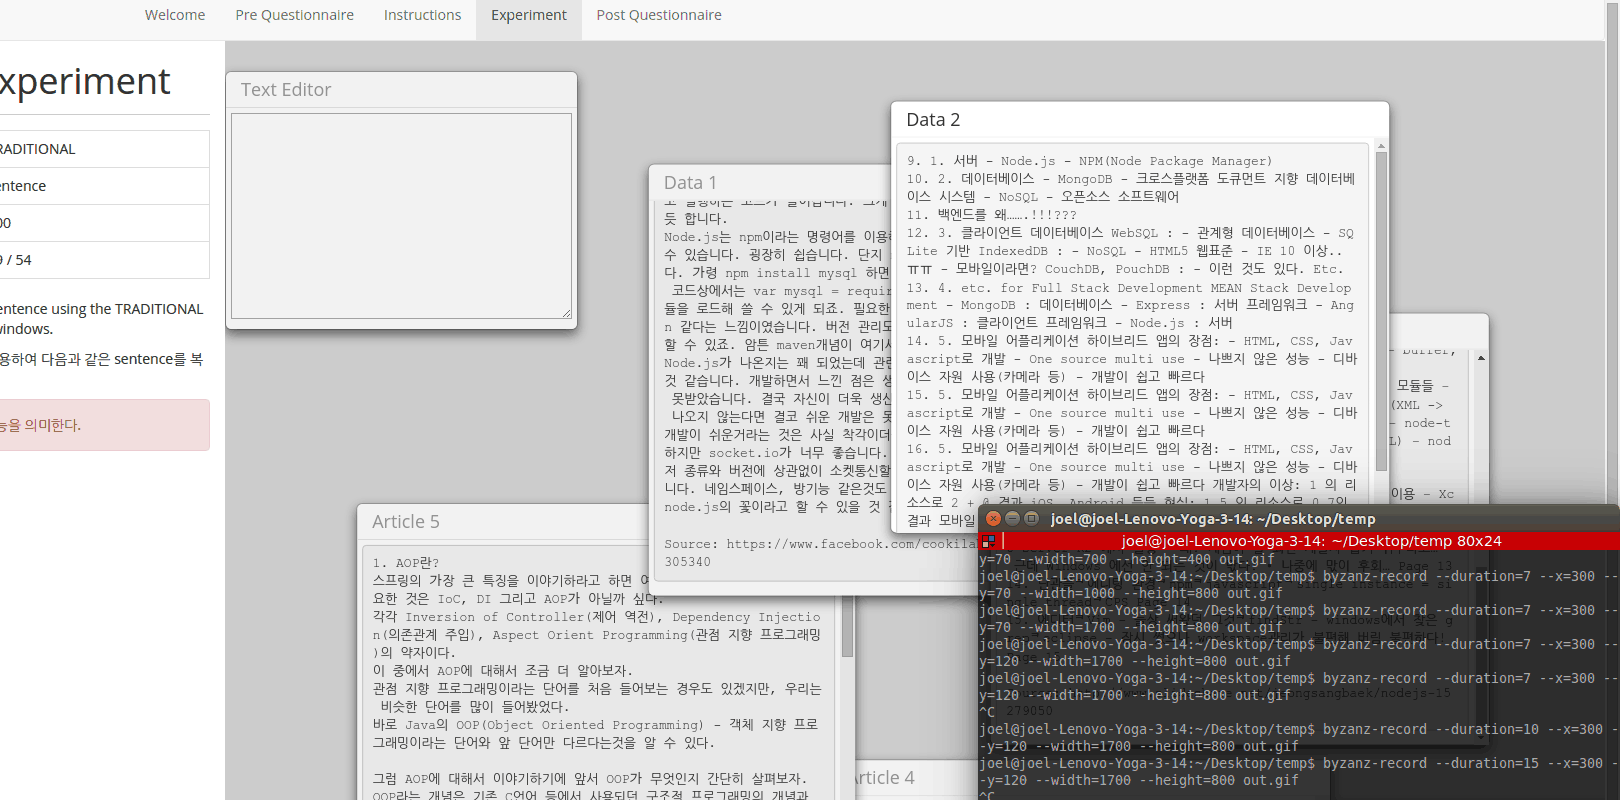 Welcome
Pre Questionnaire
Instructions
Experiment
Post Questionnaire
xperiment
RADITIONAL
entence
00
9 / 54
entence using the TRADITIONAL
windows.
용하여 다음과 같은 sentence를 복
능을 의미한다.
Text Editor
Data 1
듯 합니다.
Node.js는 npm이라는 명령어를 이용
수 있습니다. 굉장히 쉽습니다. 단지
다. 가령 npm install mysql 하면
코드상에서는 var mysql = requir
듈을 로드해 쓸 수 있게 되죠. 필요한
n 같다는 느낌이였습니다. 버전 관리도
할 수 있죠. 암튼 maven개념이 여기서
Node.js가 나온지는 꽤 되었는데 관련
것 같습니다. 개발하면서 느낀 점은 생
못받았습니다. 결국 자신이 더욱 생신
나오지 않는다면 결코 쉬운 개발은 못
개발이 쉬운거라는 것은 사실 착각이더
하지만 socket.io가 너무 좋습니다.
저 종류와 버전에 상관없이 소켓통신할
니다. 네임스페이스, 방기능 같은것도
node.js의 꽃이라고 할 수 있을 것
Source: https://www.facebook.com/cookila
305340
Data 2
9. 1. 서버 - Node.js - NPM(Node Package Manager)
10. 2. 데이터베이스 - MongoDB - 크로스플랫폼 도큐먼트 지향 데이터베
이스 시스템 - NoSQL - 오픈소스 소프트웨어
11. 백엔드를 왜…….!!!???
12. 3. 클라이언트 데이터베이스 WebSQL : - 관계형 데이터베이스 - SQ
Lite 기반 IndexedDB : - NoSQL - HTML5 웹표준 - IE 10 이상..
ㅠㅠ - 모바일이라면? CouchDB, PouchDB : - 이런 것도 있다. Etc.
13. 4. etc. for Full Stack Development MEAN Stack Develop
ment - MongoDB : 데이터베이스 - Express : 서버 프레임워크 - Ang
ularJS : 클라이언트 프레임워크 - Node.js : 서버
14. 5. 모바일 어플리케이션 하이브리드 앱의 장점: - HTML, CSS, Jav
ascript로 개발 - One source multi use - 나쁘지 않은 성능 - 디바
이스 자원 사용(카메라 등) - 개발이 쉽고 빠르다
15. 5. 모바일 어플리케이션 하이브리드 앱의 장점: - HTML, CSS, Jav
ascript로 개발 - One source multi use - 나쁘지 않은 성능 - 디바
이스 자원 사용(카메라 등) - 개발이 쉽고 빠르다
16. 5. 모바일 어플리케이션 하이브리드 앱의 장점: - HTML, CSS, Jav
ascript로 개발 - One source multi use - 나쁘지 않은 성능 - 디바
이스 자원 사용(카메라 등) - 개발이 쉽고 빠르다 개발자의 이상: 1 의 리
결과 모바일
모듈들 -
(XML ->
- node-t
L) - nod
이용 - Xc
Article 5
1. AOP란?
스프링의 가장 큰 특징을 이야기하라고 하면 여
요한 것은 IoC, DI 그리고 AOP가 아닐까 싶다.
각각 Inversion of Controller(제어 역전), Dependency Injectio
n(의존관계 주입), Aspect Orient Programming(관점 지향 프로그래밍
)의 약자이다.
이 중에서 AOP에 대해서 조금 더 알아보자.
관점 지향 프로그래밍이라는 단어를 처음 들어보는 경우도 있겠지만, 우리는
비슷한 단어를 많이 들어봤었다.
바로 Java의 OOP(Object Oriented Programming) - 객체 지향 프로
그래밍이라는 단어와 앞 단어만 다르다는것을 알 수 있다.
그럼 AOP에 대해서 이야기하기에 앞서 OOP가 무엇인지 간단히 살펴보자.
OOP라는 개념은 기존 C언어 등에서 사용되던 구조적 프로그래밍의 개념과
Article 4
joel@joel-Lenovo-Yoga-3-14: ~/Desktop/temp
joel@joel-Lenovo-Yoga-3-14: ~/Desktop/temp 80x24
y=70 --width=700 --height=400 out.gif
joel@joel-Lenovo-Yoga-3-14:~/Desktop/temp$ byzanz-record --duration=7 --x=300 --
y=70 --width=1000 --height=800 out.gif
joel@joel-Lenovo-Yoga-3-14:~/Desktop/temp$ byzanz-record --duration=7 --x=300 --
y=70 --width=1700 --height=800 out.gif
joel@joel-Lenovo-Yoga-3-14:~/Desktop/temp$ byzanz-record --duration=7 --x=300 --
y=120 --width=1700 --height=800 out.gif
joel@joel-Lenovo-Yoga-3-14:~/Desktop/temp$ byzanz-record --duration=7 --x=300 --
y=120 --width=1700 --height=800 out.gif
^C
joel@joel-Lenovo-Yoga-3-14:~/Desktop/temp$ byzanz-record --duration=10 --x=300 -
-y=120 --width=1700 --height=800 out.gif
joel@joel-Lenovo-Yoga-3-14:~/Desktop/temp$ byzanz-record --duration=15 --x=300 -
-y=120 --width=1700 --height=800 out.gif
^C